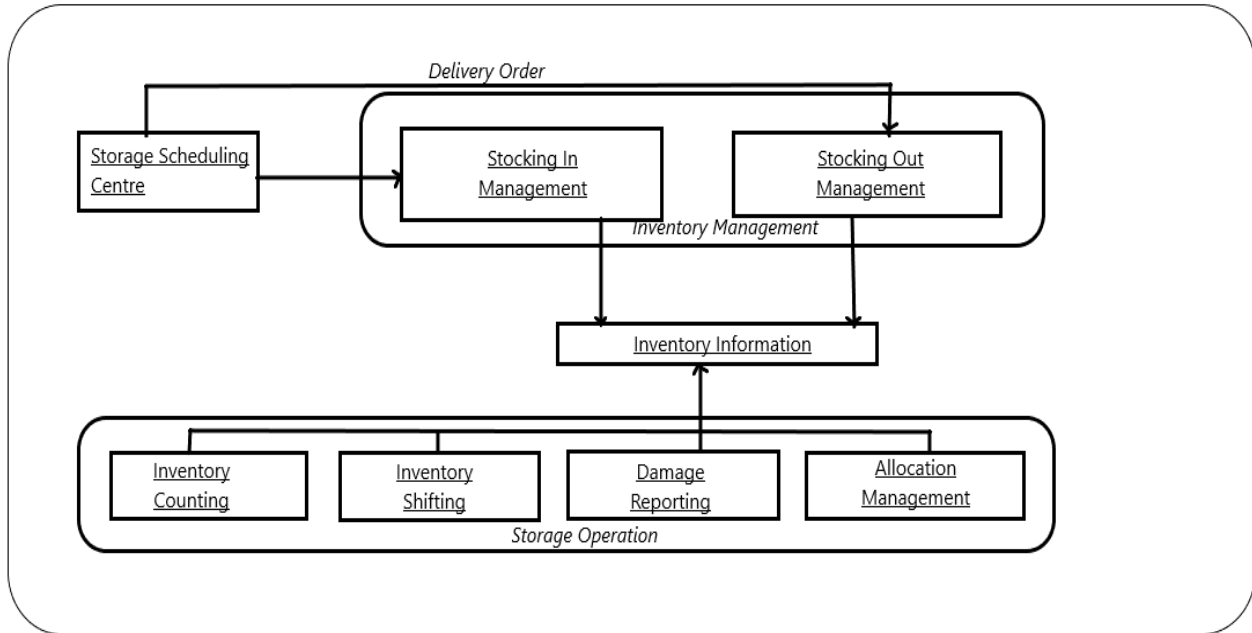 Delivery Order
Storage Scheduling
Centre
Stocking In
Management
Stocking Out
Management
Inventory Management
Inventory Information
Inventory
Counting
Inventory
Shifting
Damage
Reporting
Allocation
Management
Storage Operation